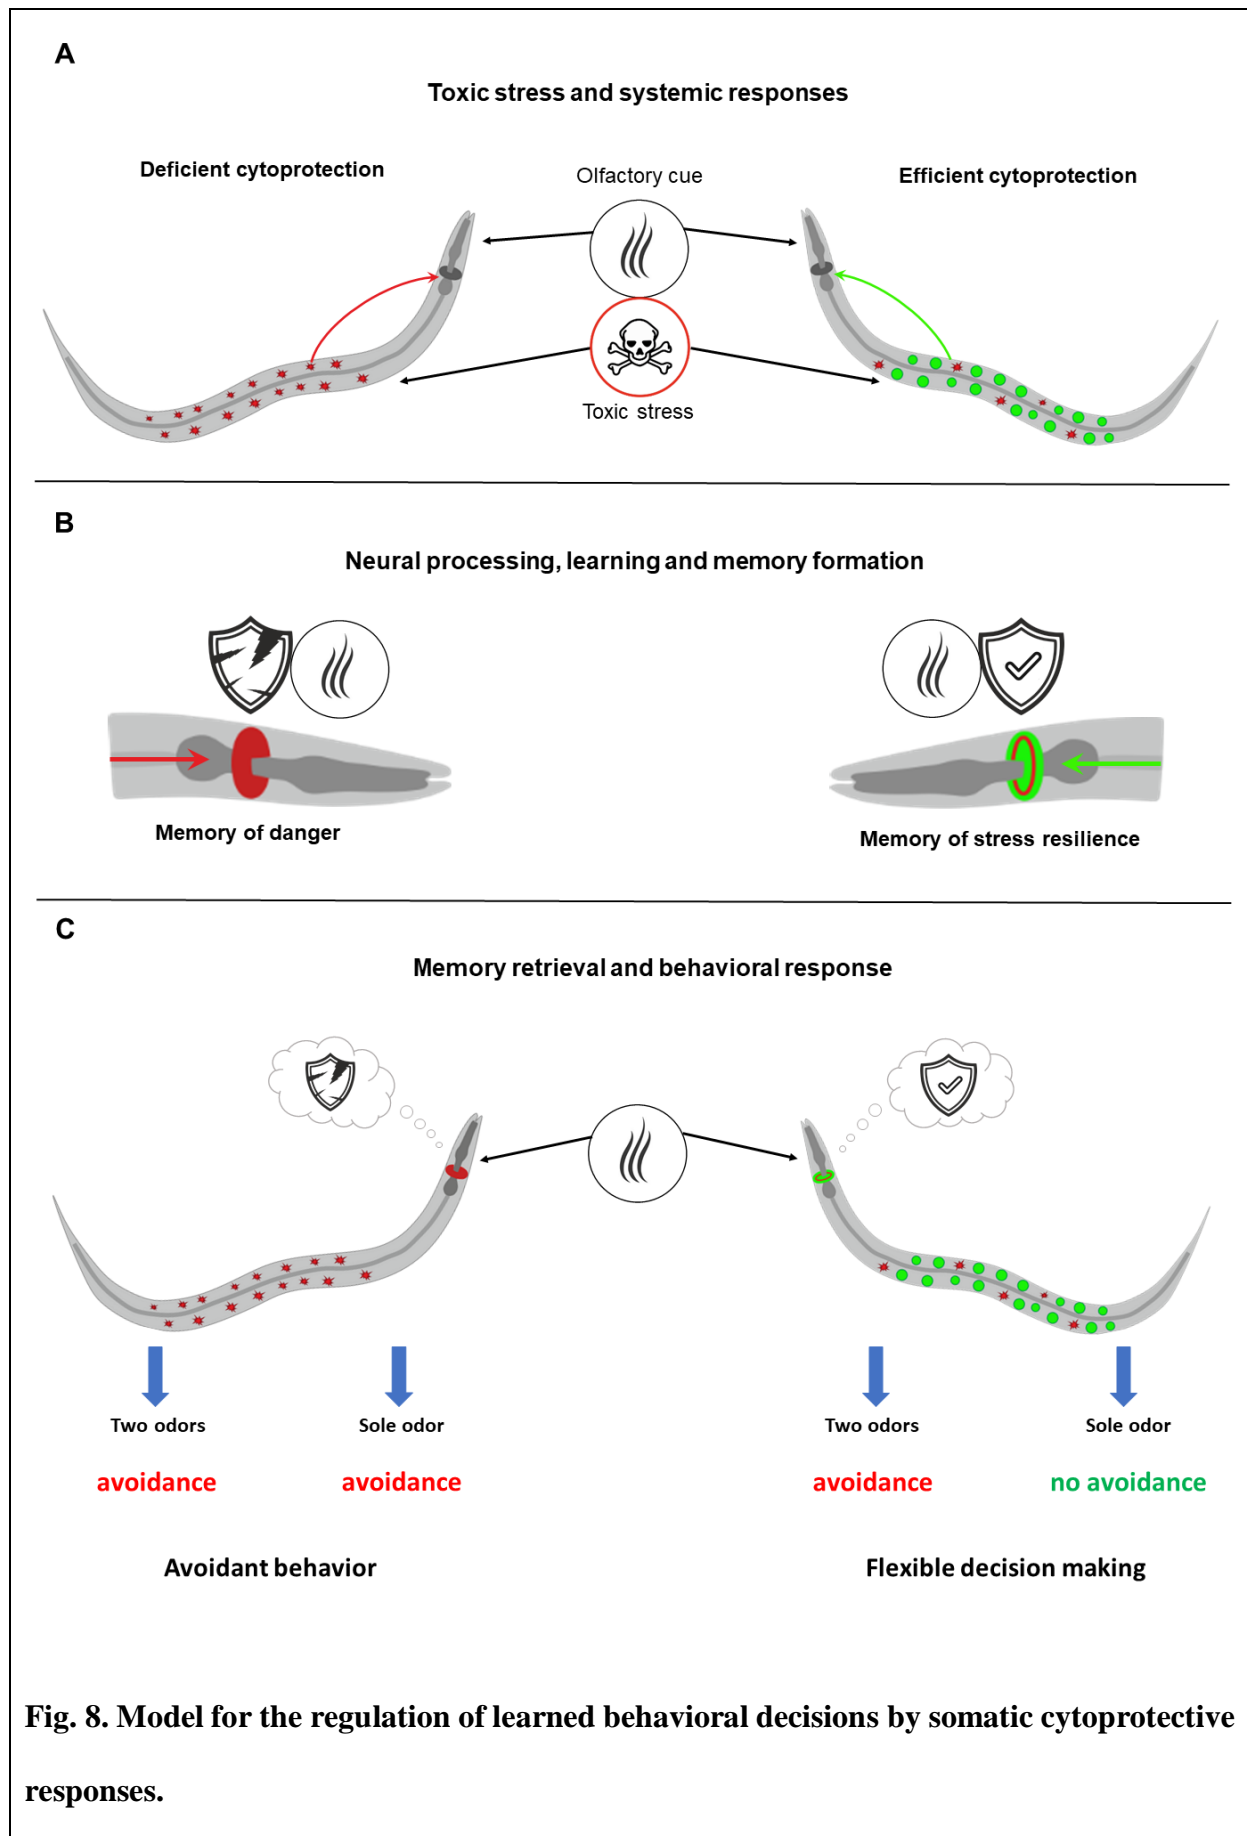 A
Toxic stress and systemic responses
Deficient cytoprotection
Olfactory cue
Efficient cytoprotection
Toxic stress
B
Neural processing, learning and memory formation
Memory of danger
Memory of stress resilience
C
Memory retrieval and behavioral response
Two odors
Sole odor
Two odors
Sole odor
avoidance
avoidance
avoidance
no avoidance
Avoidant behavior
Flexible decision making
Fig. 8. Model for the regulation of learned behavioral decisions by somatic cytoprotective
responses.